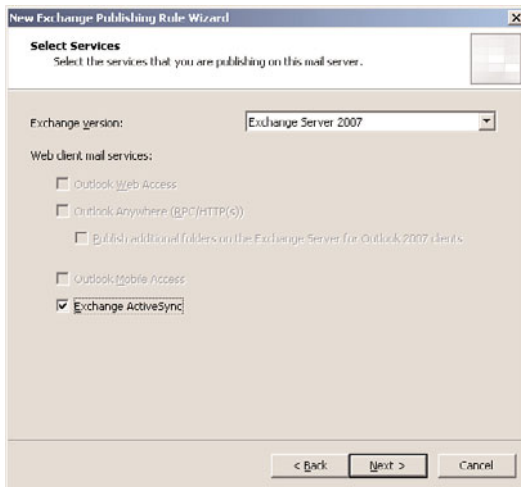 New Exchange Publishing Rule Wizard
Select Services
Select the services that you are publishing on this mail server.
Exchange version:
Exchange Server 2007
Web client mail services:
Outlook Web Access
Outlook Anywhere (RPC/HTTP(s))
Publish additional folders on the Exchange Server for Outlook 2007 clients
Outlook Mobile Access
Exchange ActiveSync
< Back
Next >
Cancel